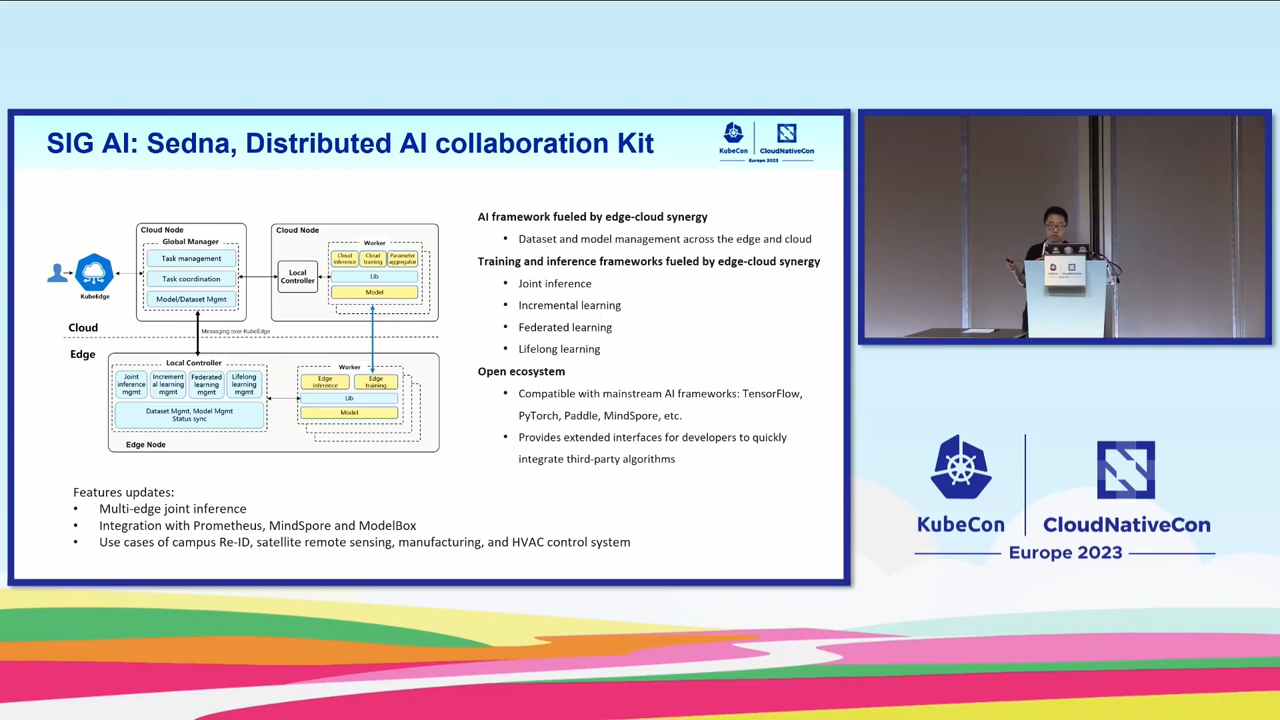 SIG AI: Sedna, Distributed AI collaboration Kit
KubeCon
CloudNativeCon
Europe 2023
Cloud Node
Global Manager
Task management
Task coordination
Model/Dataset Mgmt
KubeEdge
Cloud Node
Local
Controller
Worker
Cloud
inference
Cloud
training
Parameter
aggregator
Lib
Model
Messaging over KubeEdge
Cloud
Edge
Local Controller
Joint
inference
mgmt
Increment
al learning
mgmt
Federated
learning
mgmt
Lifelong
learning
mgmt
Dataset Mgmt, Model Mgmt
Status sync
Edge Node
Worker
Edge
inference
Edge
training
Lib
Model
AI framework fueled by edge-cloud synergy
• Dataset and model management across the edge and cloud
Training and inference frameworks fueled by edge-cloud synergy
• Joint inference
• Incremental learning
• Federated learning
• Lifelong learning
Open ecosystem
• Compatible with mainstream AI frameworks: TensorFlow,
PyTorch, Paddle, MindSpore, etc.
• Provides extended interfaces for developers to quickly
integrate third-party algorithms
Features updates:
• Multi-edge joint inference
• Integration with Prometheus, MindSpore and ModelBox
• Use cases of campus Re-ID, satellite remote sensing, manufacturing, and HVAC control system
KubeCon
CloudNativeCon
Europe 2023